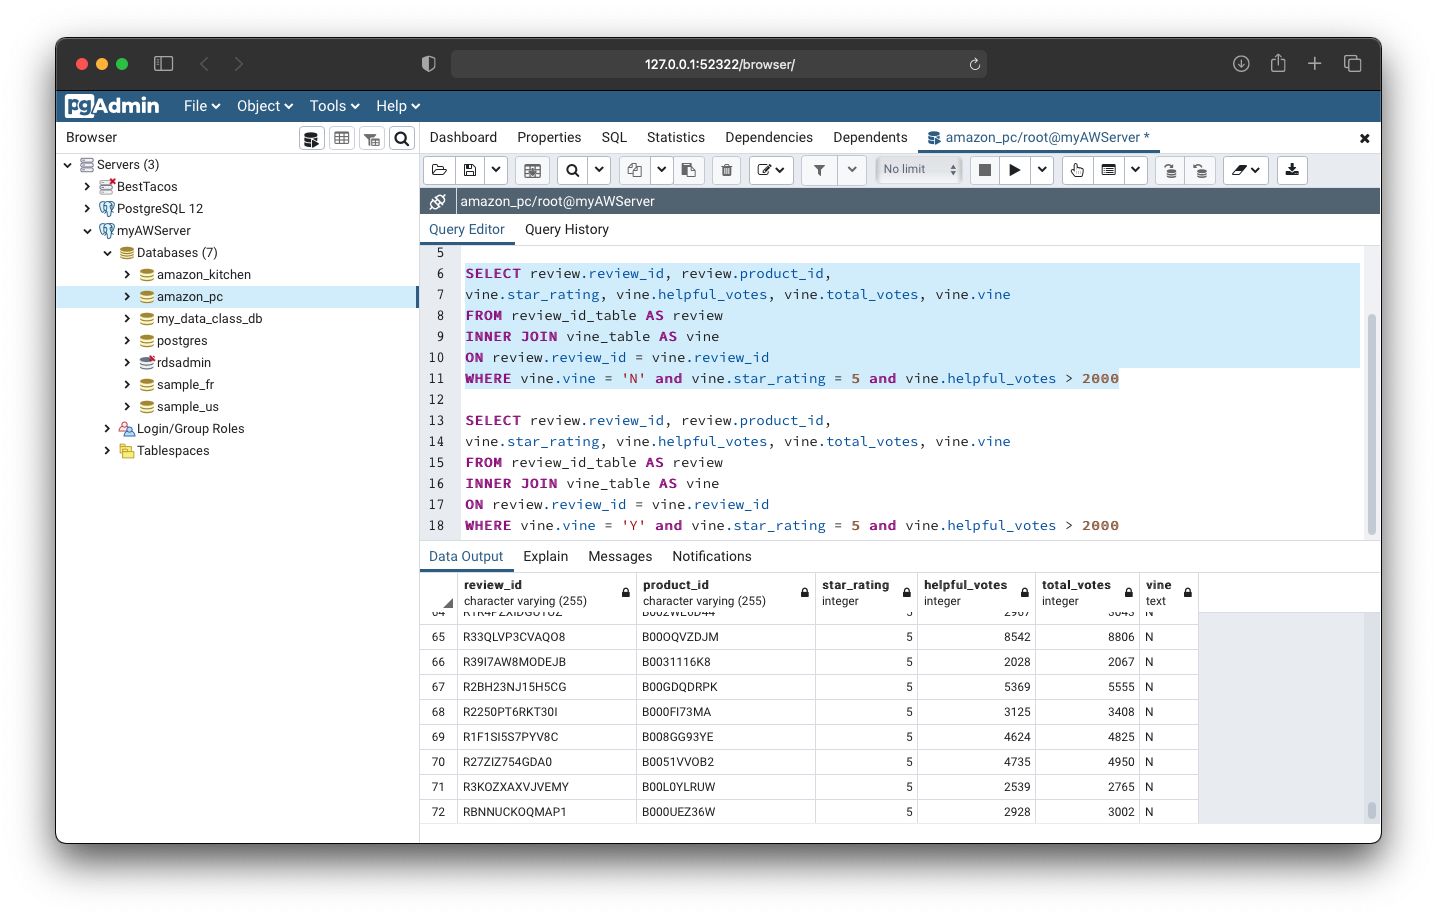 127.0.0.1:52322/browser/
pgAdmin File Object Tools Help
Browser
Dashboard Properties SQL Statistics Dependencies Dependents amazon_pc/root@myAWServer *
Servers (3)
BestTacos
PostgreSQL 12
myAWServer
Databases (7)
amazon_kitchen
amazon_pc
my_data_class_db
postgres
rdsadmin
sample_fr
sample_us
Login/Group Roles
Tablespaces
No limit
amazon_pc/root@myAWServer
Query Editor Query History
5
6 SELECT review.review_id, review.product_id,
7 vine.star_rating, vine.helpful_votes, vine.total_votes, vine.vine
8 FROM review_id_table AS review
9 INNER JOIN vine_table AS vine
10 ON review.review_id = vine.review_id
11 WHERE vine.vine = 'N' and vine.star_rating = 5 and vine.helpful_votes > 2000
12
13 SELECT review.review_id, review.product_id,
14 vine.star_rating, vine.helpful_votes, vine.total_votes, vine.vine
15 FROM review_id_table AS review
16 INNER JOIN vine_table AS vine
17 ON review.review_id = vine.review_id
18 WHERE vine.vine = 'Y' and vine.star_rating = 5 and vine.helpful_votes > 2000
Data Output Explain Messages Notifications
review_id product_id star_rating helpful_votes total_votes vine
character varying (255) character varying (255) integer integer integer text
65 R33QLVP3CVAQO8 B00OQVZDJM 5 8542 8806 N
66 R39I7AW8MODEJB B0031116K8 5 2028 2067 N
67 R2BH23NJ15H5CG B00GDQDRPK 5 5369 5555 N
68 R2250PT6RKT30I B000FI73MA 5 3125 3408 N
69 R1F1SI5S7PYV8C B008GG93YE 5 4624 4825 N
70 R27ZIZ754GDA0 B0051VVOB2 5 4735 4950 N
71 R3KOZXAXVJVEMY B00L0YLRUW 5 2539 2765 N
72 RBNNUCKOQMAP1 B000UEZ36W 5 2928 3002 N